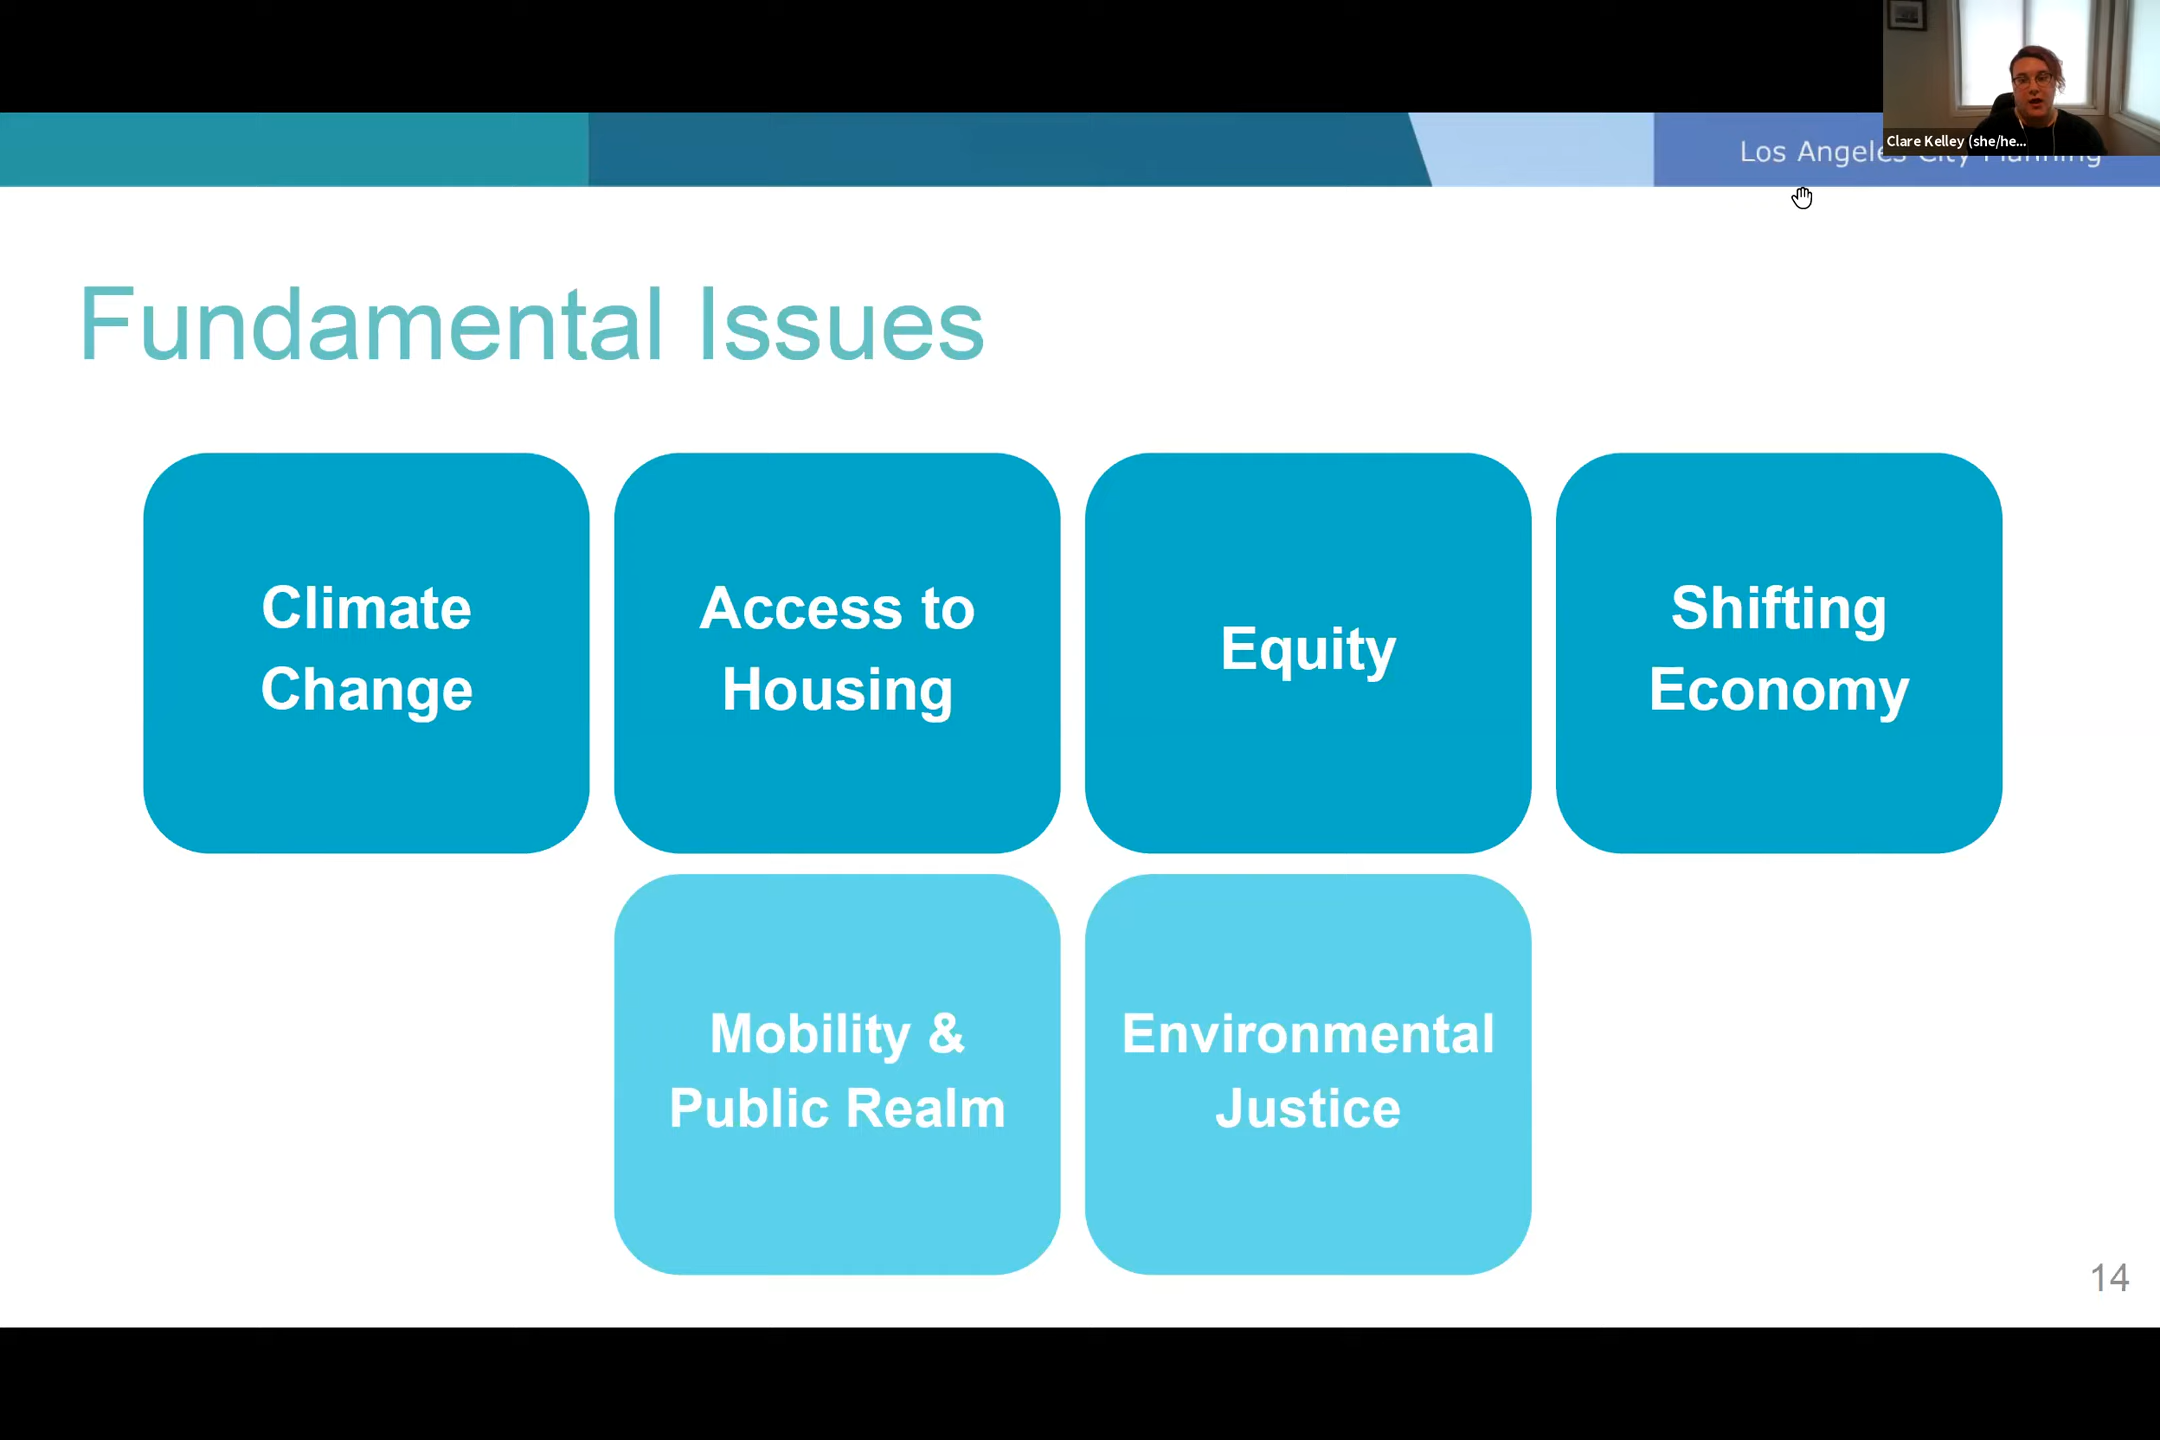 Clare Kelley (she/he...
Los Angeles City Planning
Fundamental Issues
Climate
Change
Access to
Housing
Equity
Shifting
Economy
Mobility &
Public Realm
Environmental
Justice
14